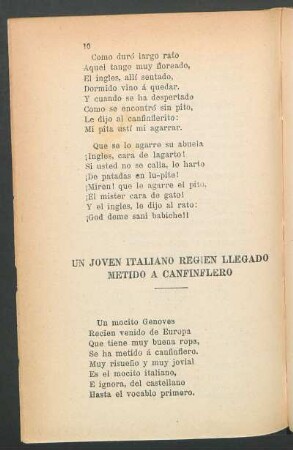 10
Como duró largo rato
Aquel tango muy floreado,
El ingles, allí sentado,
Dormido vino á quedar.
Y cuando se ha despertado
Como se encontró sin pito,
Le dijo al canfinflerito:
Mi pita usti mi agarrar.
Que se lo agarre su abuela
¡Ingles, cara de lagarto!
Si usted no se calla, lo harto
¡De patadas en lu-pito!
¡Miren! que le agarre el pito,
¡El mister cara de gato!
Y el ingles, le dijo al rato:
¡God deme sani babiche!!
UN JOVEN ITALIANO RECIEN LLEGADO
METIDO A CANFINFLERO
Un mocito Genoves
Recien venido de Europa
Que tiene muy buena ropa,
Se ha metido á canfinflero.
Muy risueño y muy jovial
Es el mocito italiano,
E ignora, del castellano
Hasta el vocablo primero.